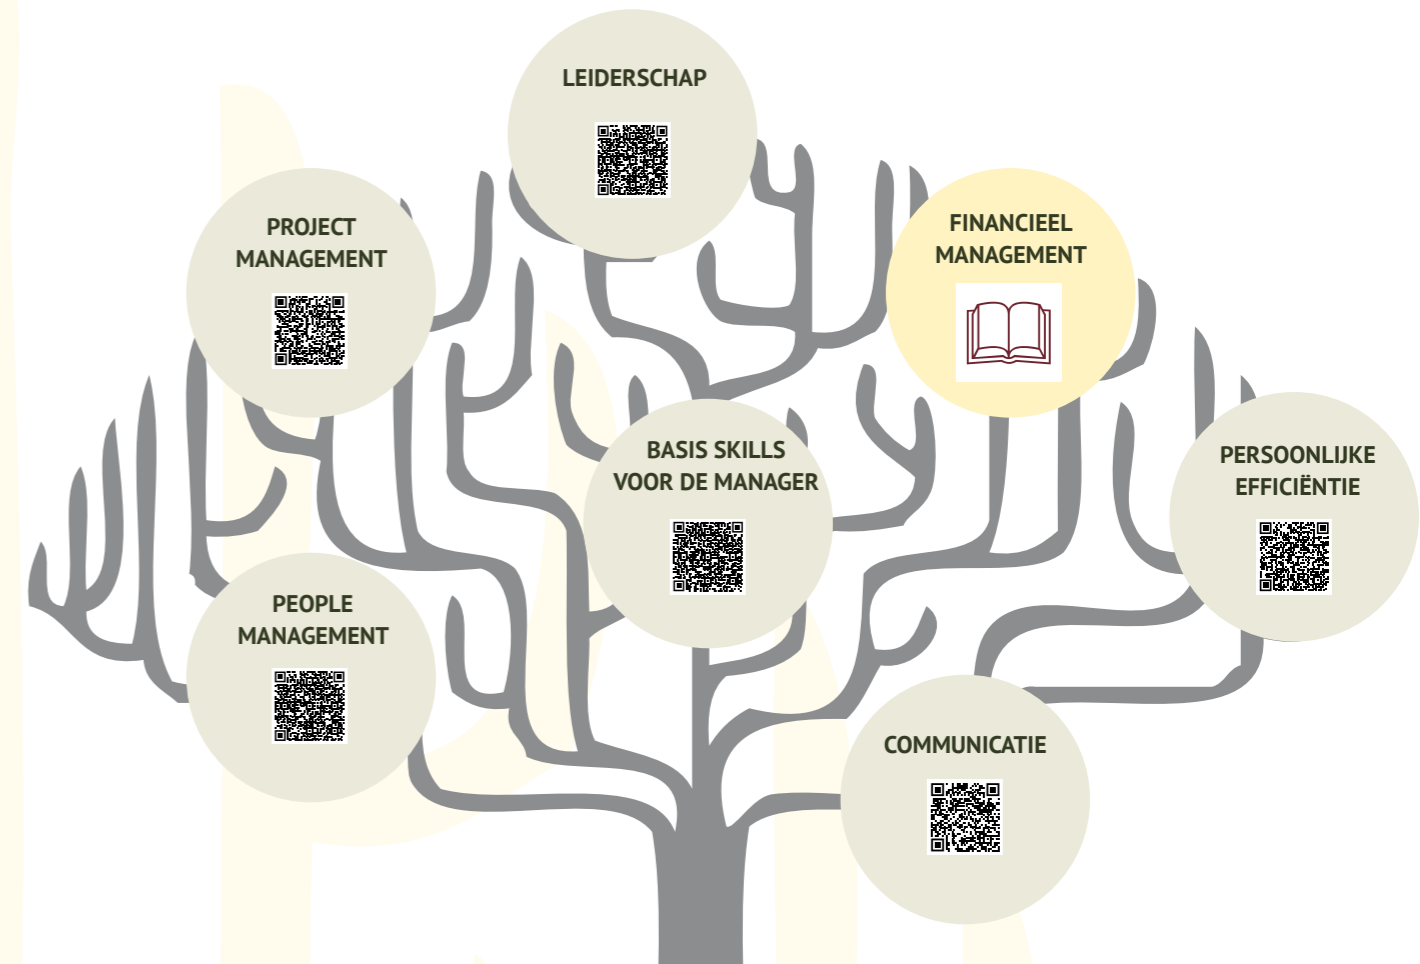 LEIDERSCHAP
PROJECT
MANAGEMENT
FINANCIEEL
MANAGEMENT
BASIS SKILLS
VOOR DE MANAGER
PERSOONLIJKE
EFFICIËNTIE
PEOPLE
MANAGEMENT
COMMUNICATIE